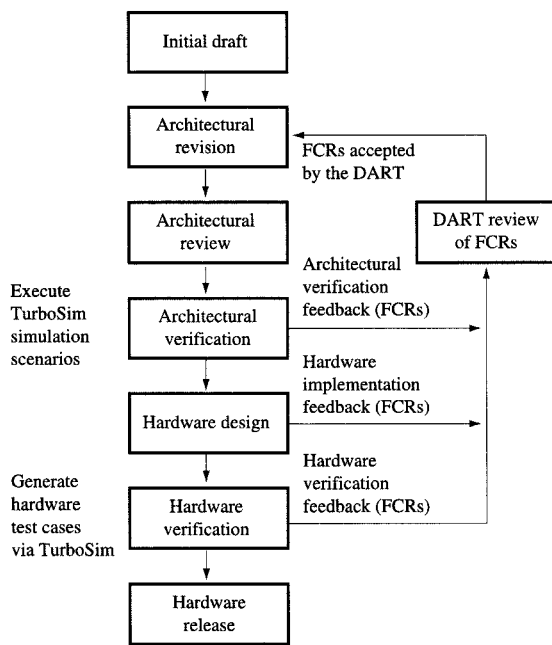 Initial draft
Architectural
revision
FCRs accepted
by the DART
DART review
of FCRs
Architectural
review
Architectural
verification
feedback (FCRs)
Execute
TurboSim
simulation
scenarios
Architectural
verification
Hardware
implementation
feedback (FCRs)
Hardware design
Hardware
verification
feedback (FCRs)
Generate
hardware
test cases
via TurboSim
Hardware
verification
Hardware
release